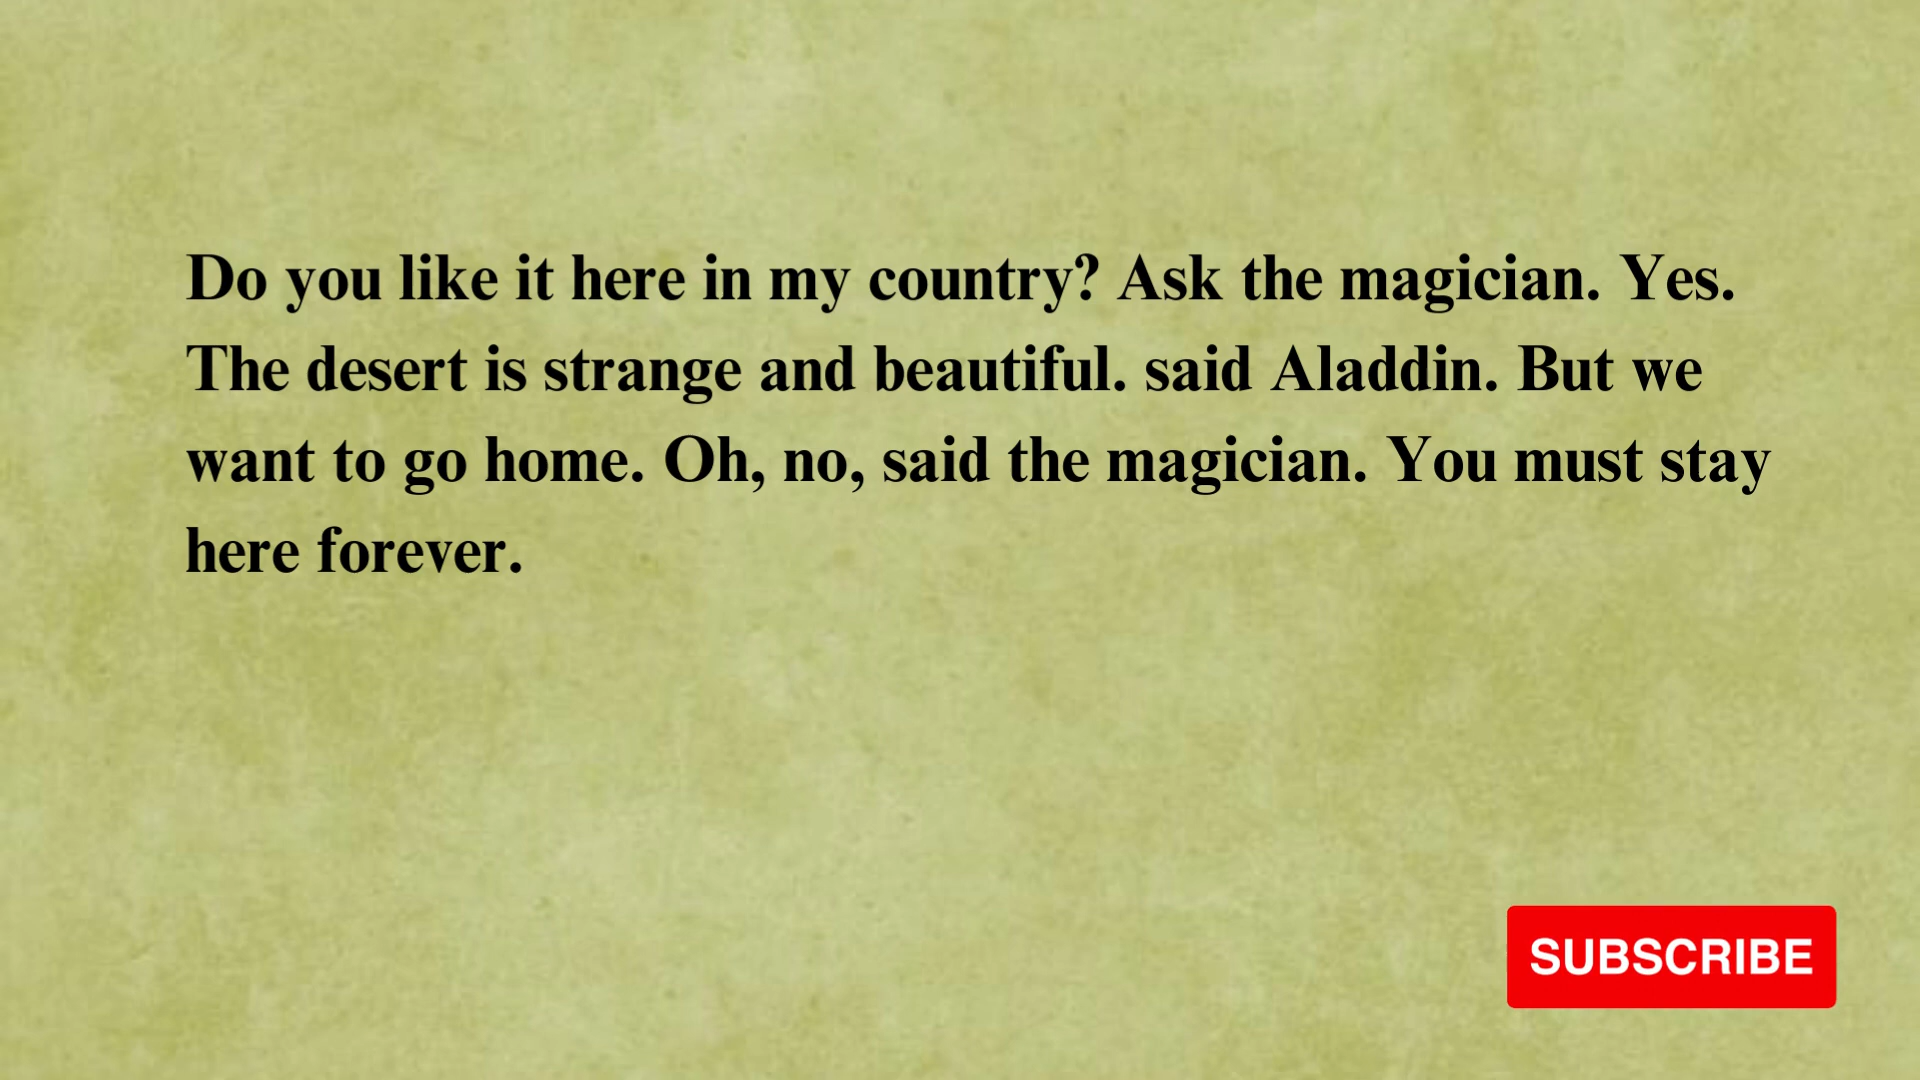 Do you like it here in my country? Ask the magician. Yes.
The desert is strange and beautiful. said Aladdin. But we
want to go home. Oh, no, said the magician. You must stay
here forever.
SUBSCRIBE